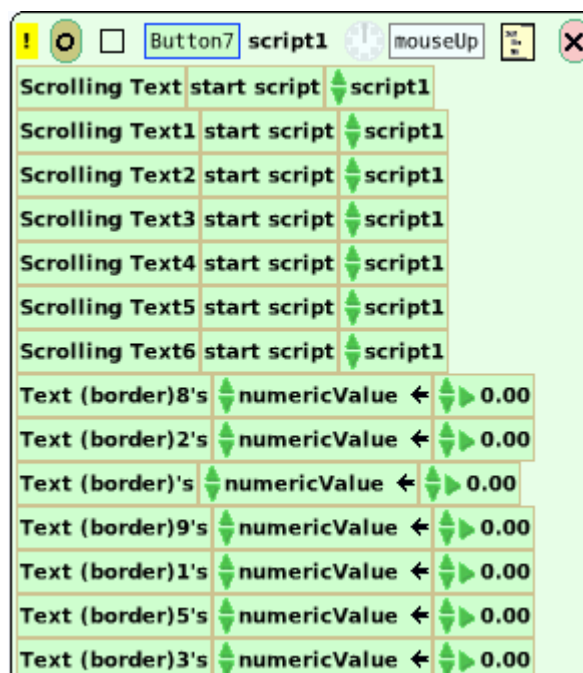 ! Button7 script1 mouseUp
Scrolling Text start script script1
Scrolling Text1 start script script1
Scrolling Text2 start script script1
Scrolling Text3 start script script1
Scrolling Text4 start script script1
Scrolling Text5 start script script1
Scrolling Text6 start script script1
Text (border)8's numericValue ← 0.00
Text (border)2's numericValue ← 0.00
Text (border)'s numericValue ← 0.00
Text (border)9's numericValue ← 0.00
Text (border)1's numericValue ← 0.00
Text (border)5's numericValue ← 0.00
Text (border)3's numericValue ← 0.00